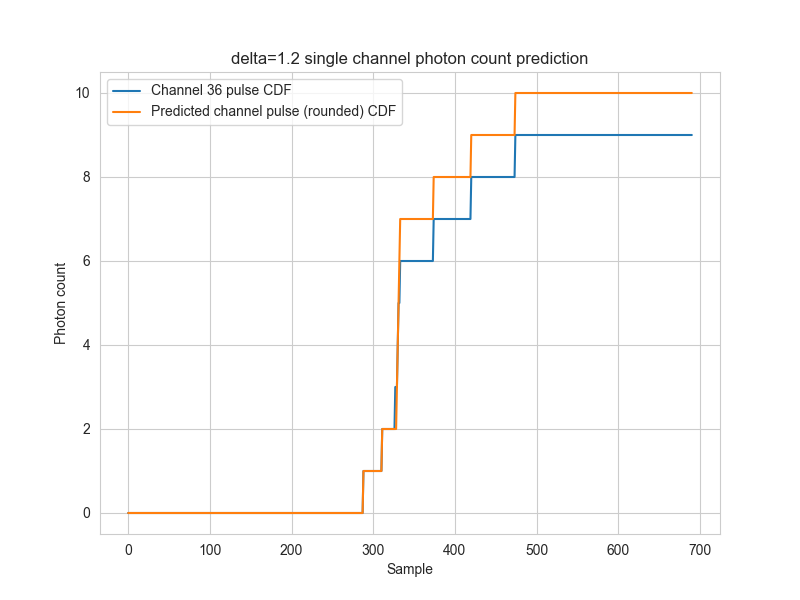 delta=1.2 single channel photon count prediction
Channel 36 pulse CDF
Predicted channel pulse (rounded) CDF
10
8
6
4
2
0
Photon count
0 100 200 300 400 500 600 700
Sample